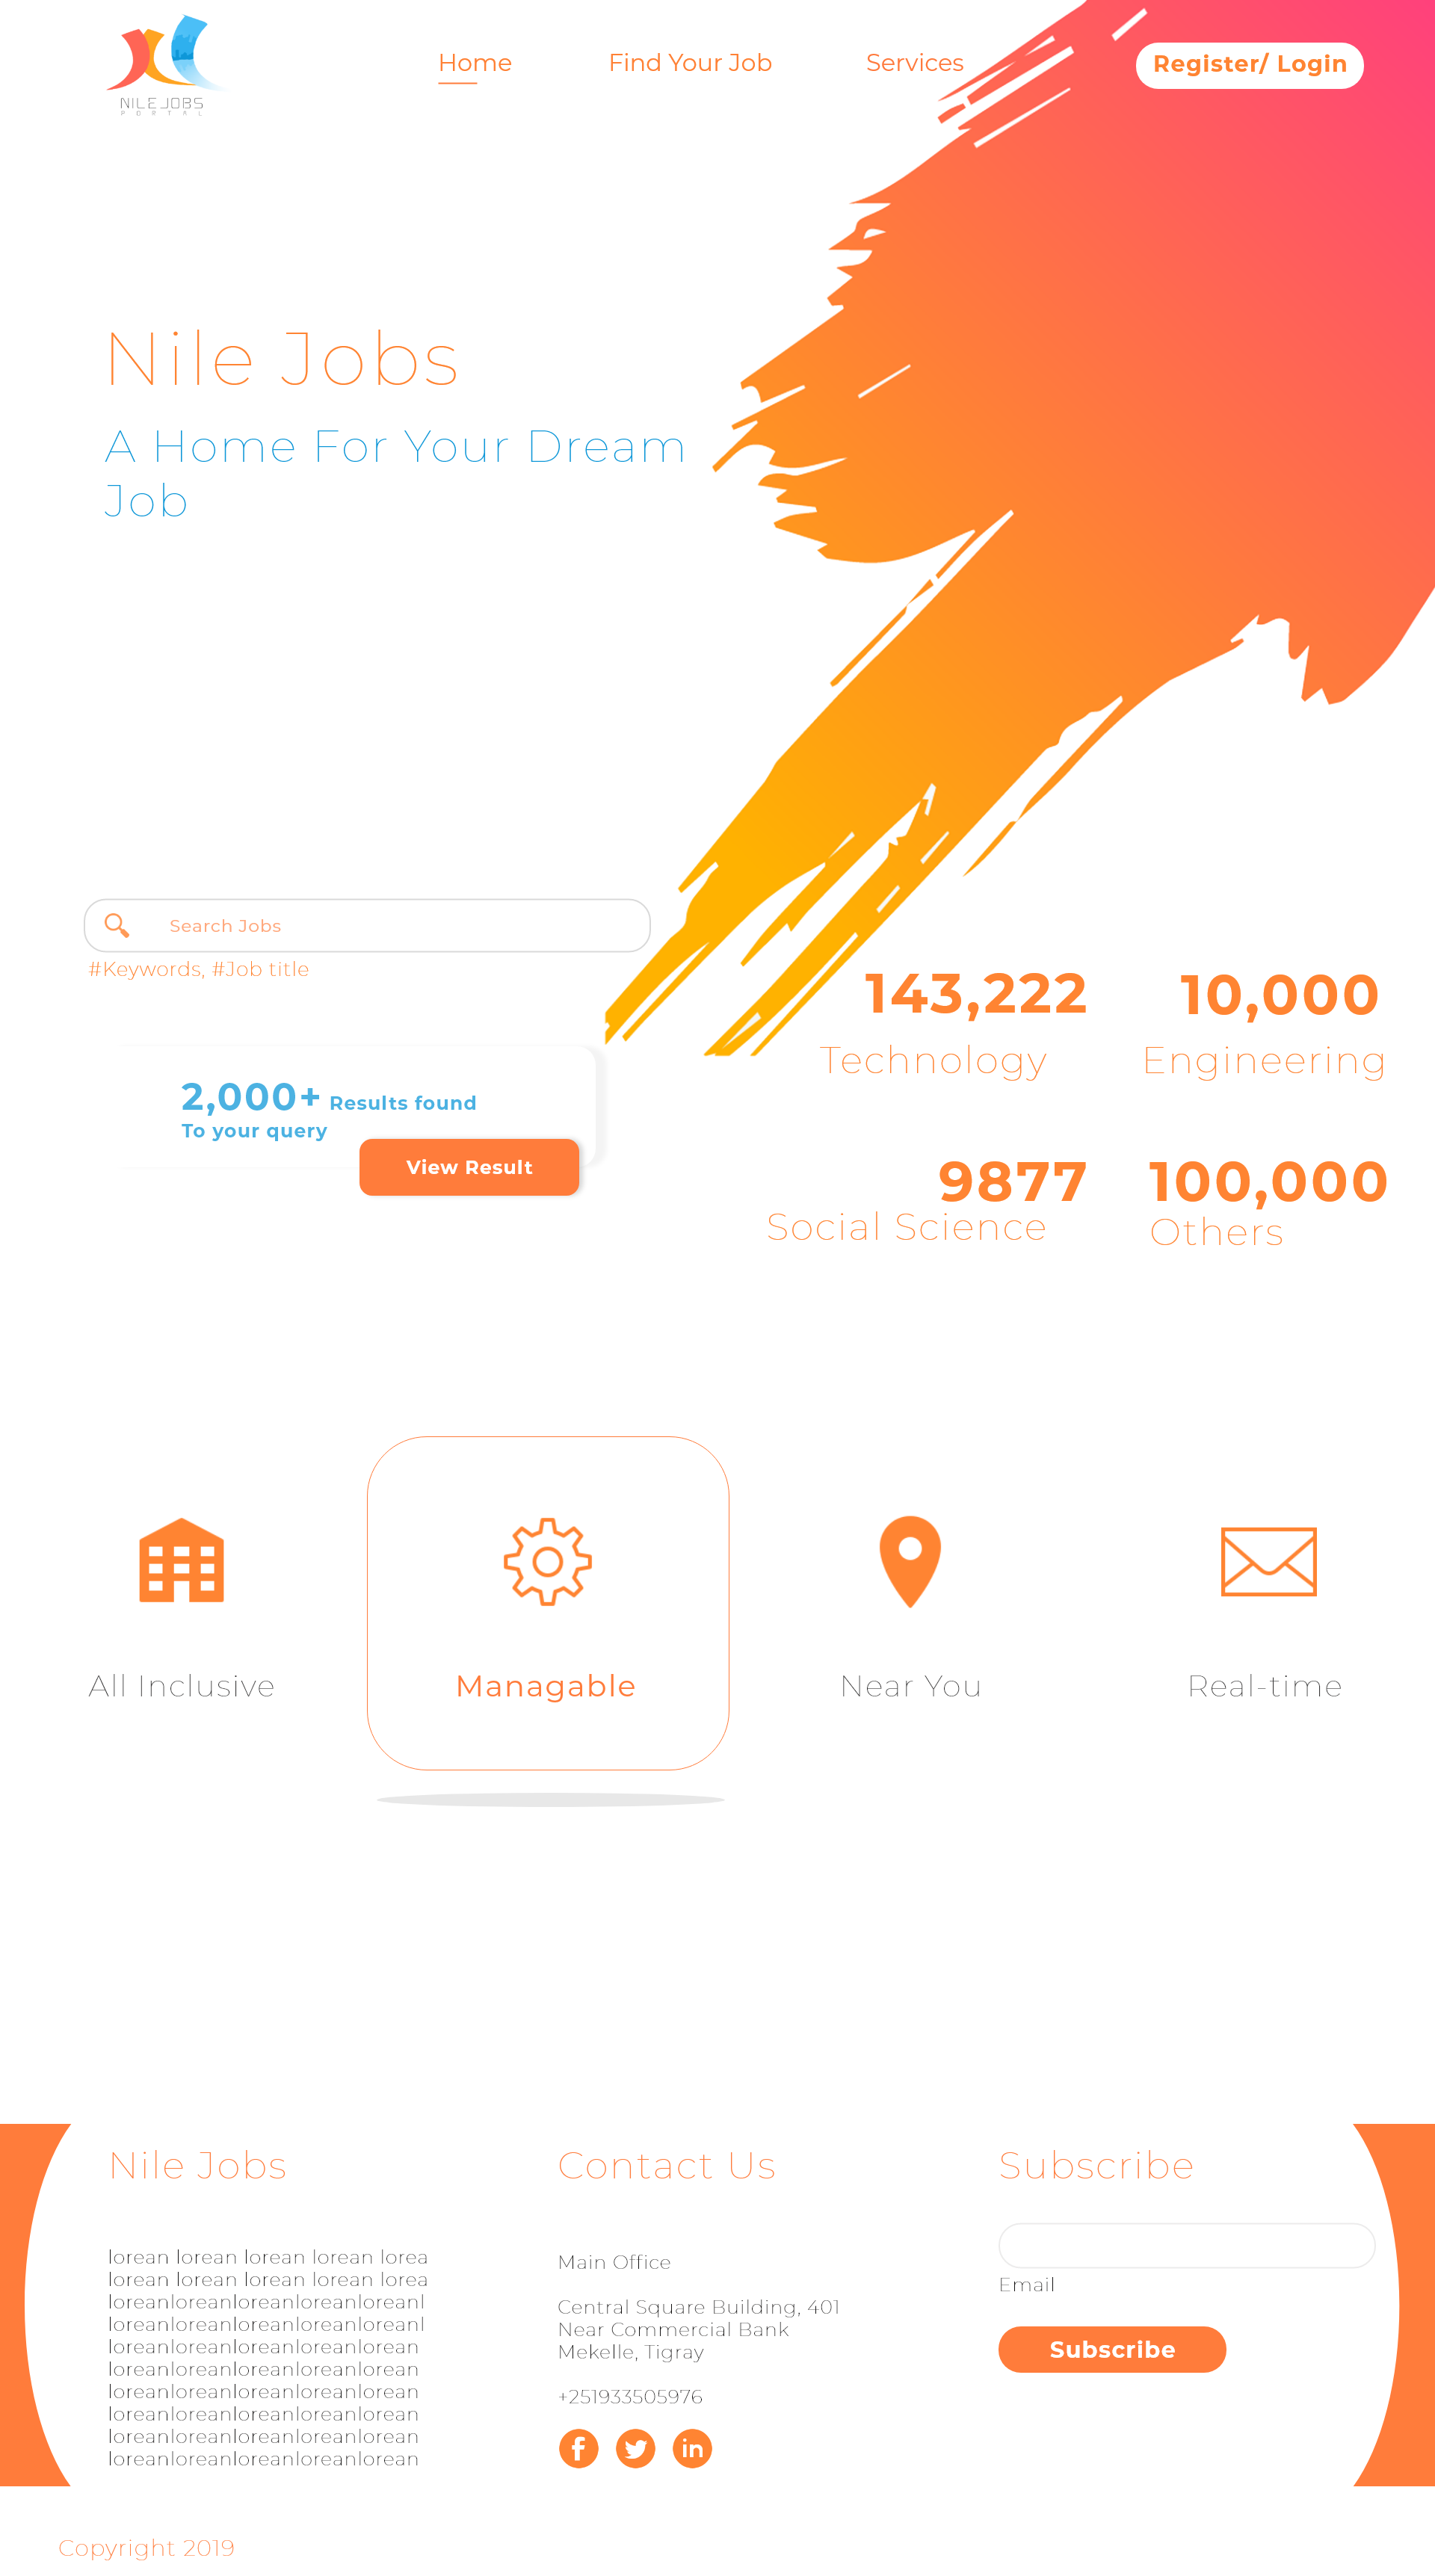 NILE JOBS
PORTAL
Home
Find Your Job
Services
Register/ Login
Nile Jobs
A Home For Your Dream
Job
Search Jobs
#Keywords, #Job title
2,000+ Results found
To your query
View Result
143,222
Technology
10,000
Engineering
9877
Social Science
100,000
Others
All Inclusive
Managable
Near You
Real-time
Nile Jobs
lorean lorean lorean lorean lorea
lorean lorean lorean lorean lorea
loreanloreanloreanloreanloreanl
loreanloreanloreanloreanloreanl
loreanloreanloreanloreanlorean
loreanloreanloreanloreanlorean
loreanloreanloreanloreanlorean
loreanloreanloreanloreanlorean
loreanloreanloreanloreanlorean
loreanloreanloreanloreanlorean
Contact Us
Main Office
Central Square Building, 401
Near Commercial Bank
Mekelle, Tigray
+251933505976
f
in
Subscribe
Email
Subscribe
Copyright 2019